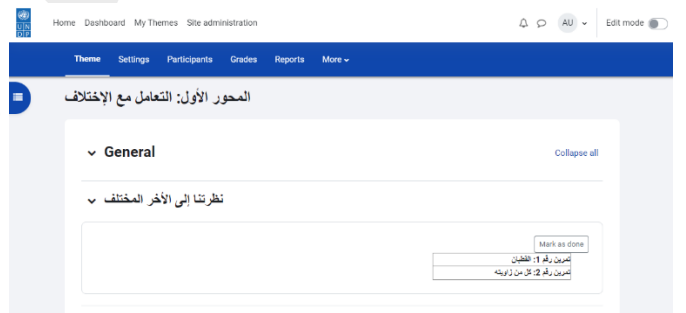 UNDP
Home Dashboard My Themes Site administration AU Edit mode
Theme Settings Participants Grades Reports More
المحور الأول: التعامل مع الإختلاف
General Collapse all
نظرتنا إلى الأخر المختلف
Mark as done
تمرين رقم 1: القطبان
تمرين رقم 2: كل من زاويته